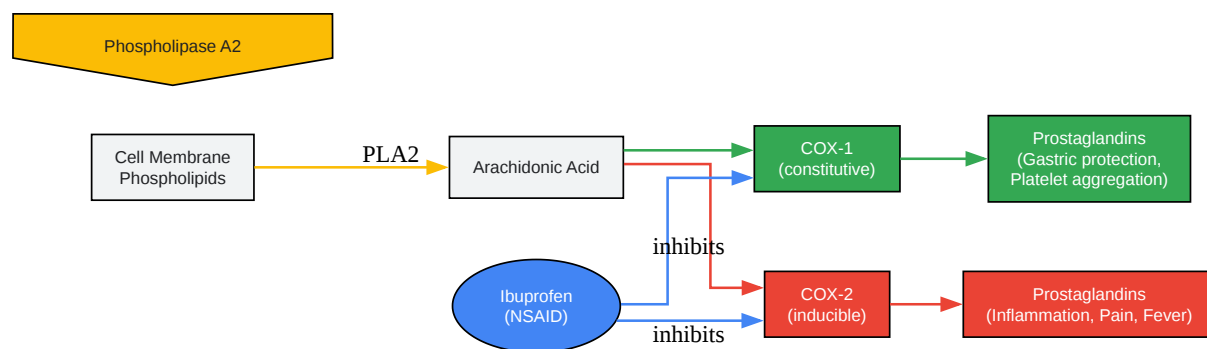 Phospholipase A2
Cell Membrane
Phospholipids
PLA2
Arachidonic Acid
COX-1
(constitutive)
Prostaglandins
(Gastric protection,
Platelet aggregation)
inhibits
Ibuprofen
(NSAID)
inhibits
COX-2
(inducible)
Prostaglandins
(Inflammation, Pain, Fever)